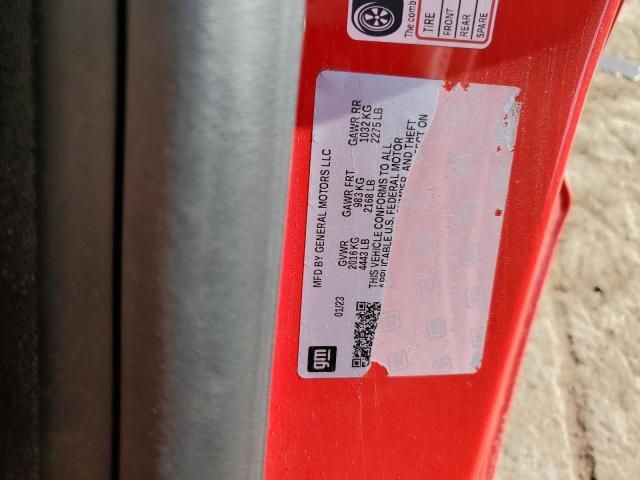 The comb
TIRE
FRONT
REAR
SPARE
MFD BY GENERAL MOTORS LLC
01/23
GVWR
2016 KG
4443 LB
GAWR FRT
983 KG
2168 LB
GAWR RR
1032 KG
2275 LB
THIS VEHICLE CONFORMS TO ALL
APPLICABLE U.S. FEDERAL MOTOR
AND THEFT
ON
gm